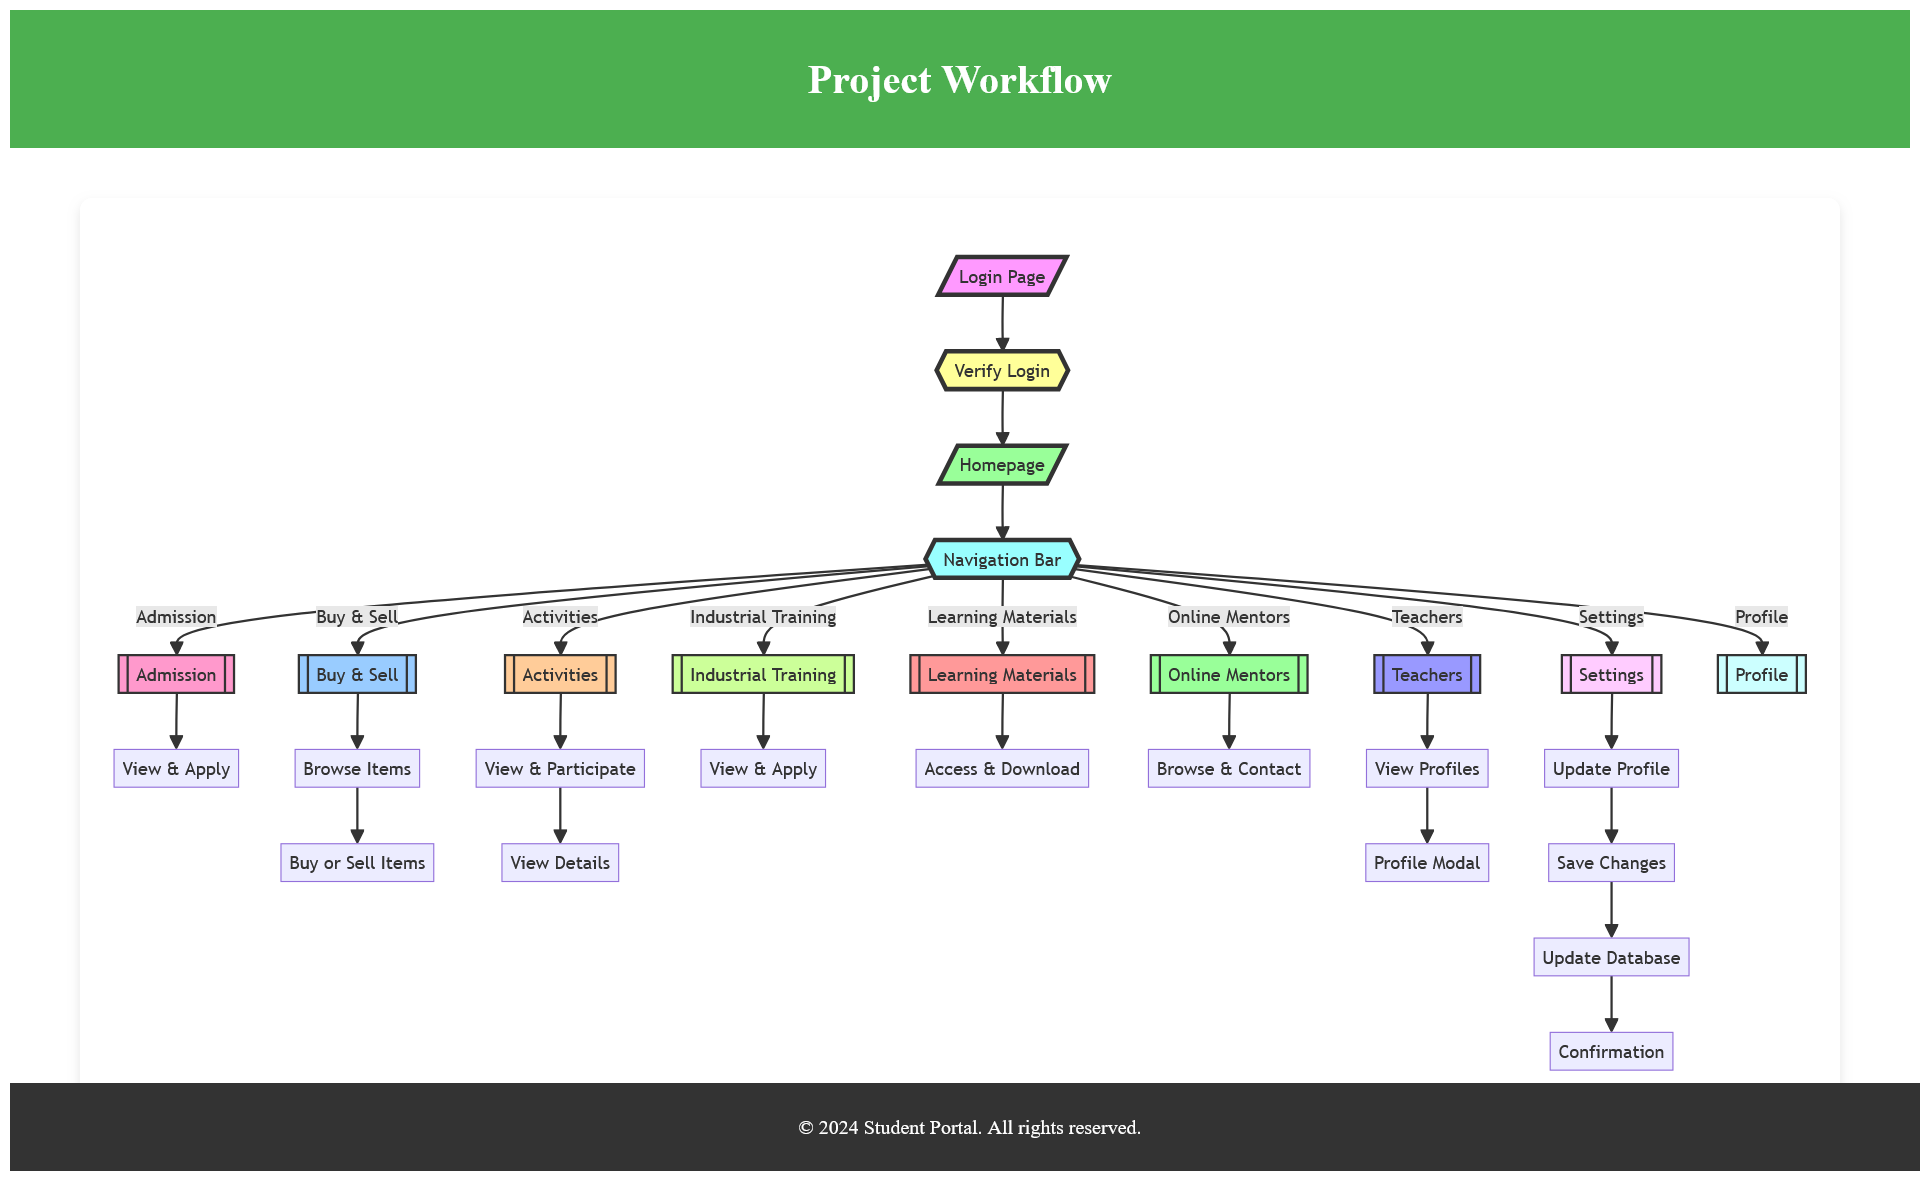 Project Workflow
Login Page
Verify Login
Homepage
Navigation Bar
Admission
Buy & Sell
Activities
Industrial Training
Learning Materials
Online Mentors
Teachers
Settings
Profile
Admission
Buy & Sell
Activities
Industrial Training
Learning Materials
Online Mentors
Teachers
Settings
Profile
View & Apply
Browse Items
View & Participate
View & Apply
Access & Download
Browse & Contact
View Profiles
Update Profile
Buy or Sell Items
View Details
Profile Modal
Save Changes
Update Database
Confirmation
© 2024 Student Portal. All rights reserved.